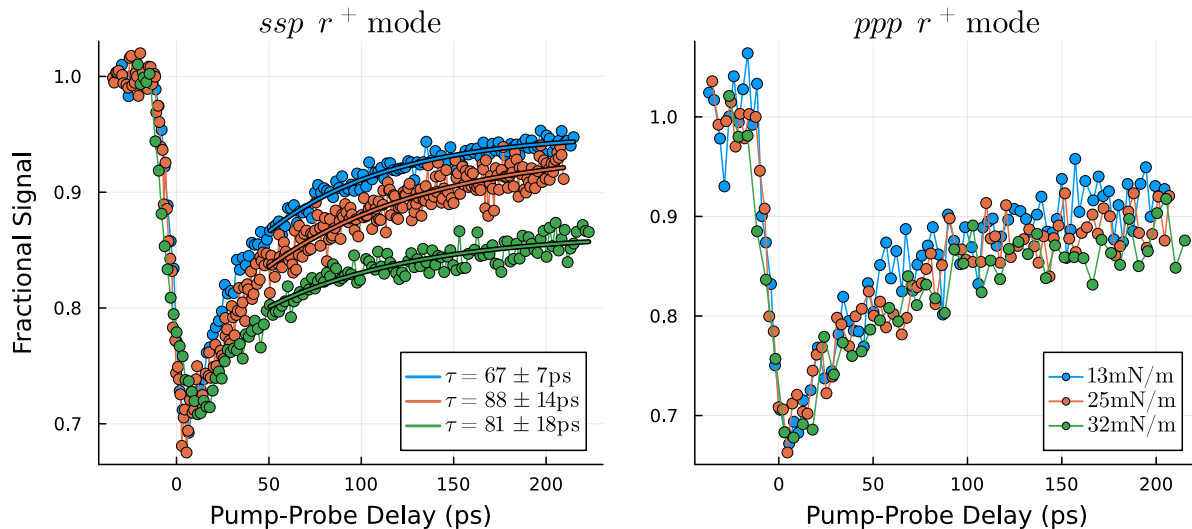 ssp r⁺ mode
Fractional Signal
1.0
0.9
0.8
0.7
0
50
100
150
200
Pump-Probe Delay (ps)
τ = 67 ± 7ps
τ = 88 ± 14ps
τ = 81 ± 18ps
ppp r⁺ mode
1.0
0.9
0.8
0.7
0
50
100
150
200
Pump-Probe Delay (ps)
13mN/m
25mN/m
32mN/m